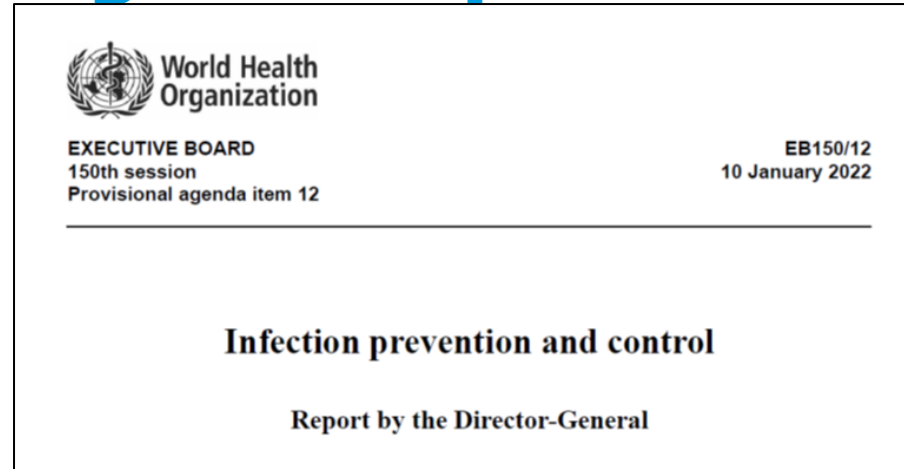 World Health
Organization
EXECUTIVE BOARD
EB150/12
150th session
10 January 2022
Provisional agenda item 12
Infection prevention and control
Report by the Director-General